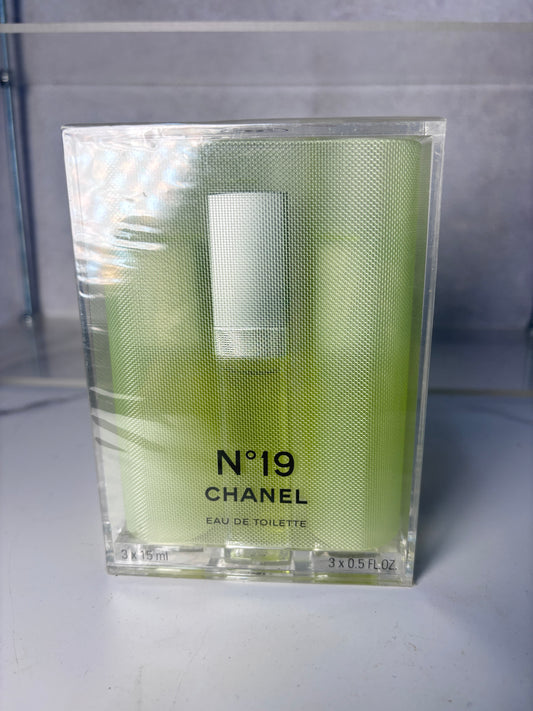 N°19
CHANEL
EAU DE TOILETTE
3 x 15 ml
3 x 0.5 FL.OZ.